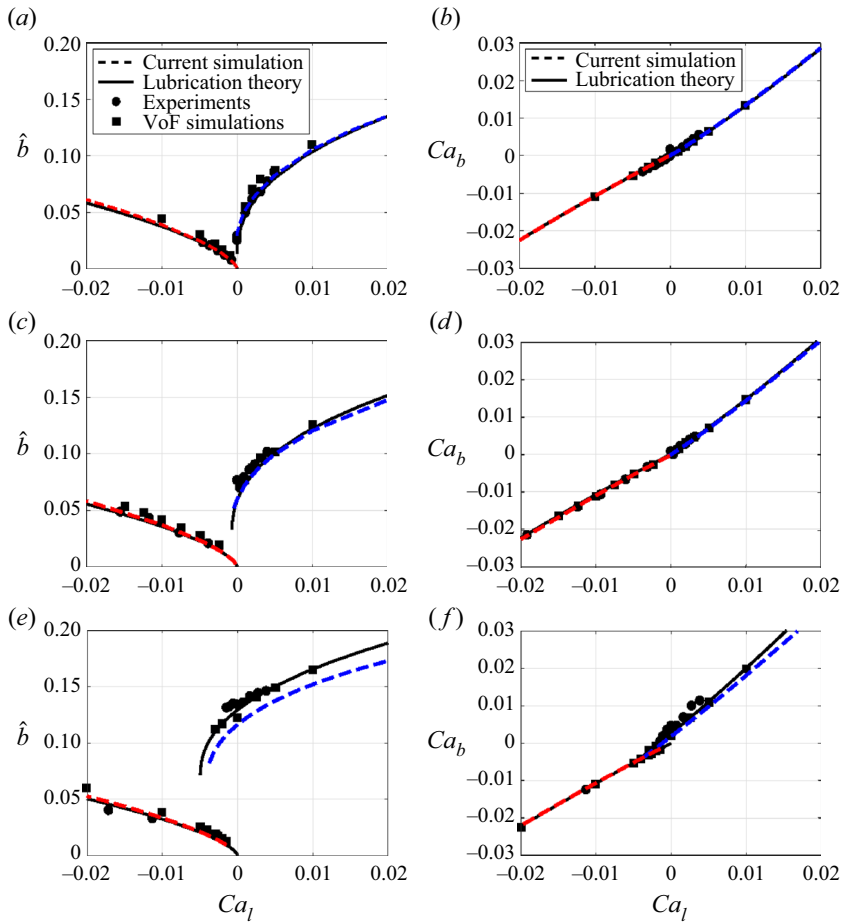 (a)
0.20
0.15
0.10
0.05
0
b̂
Current simulation
Lubrication theory
Experiments
VoF simulations
–0.02 –0.01 0 0.01 0.02
(b)
0.03
0.02
0.01
0
–0.01
–0.02
–0.03
Ca_b
Current simulation
Lubrication theory
–0.02 –0.01 0 0.01 0.02
(c)
0.20
0.15
0.10
0.05
0
b̂
–0.02 –0.01 0 0.01 0.02
(d)
0.03
0.02
0.01
0
–0.01
–0.02
–0.03
Ca_b
–0.02 –0.01 0 0.01 0.02
(e)
0.20
0.15
0.10
0.05
0
b̂
–0.02 –0.01 0 0.01 0.02
Ca_l
(f)
0.03
0.02
0.01
0
–0.01
–0.02
–0.03
Ca_b
–0.02 –0.01 0 0.01 0.02
Ca_l